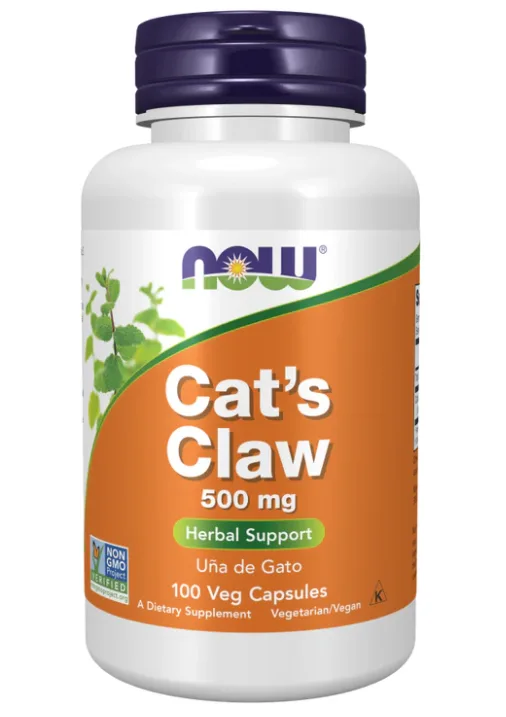 now®
Cat's
Claw
500 mg
Herbal Support
Uña de Gato
100 Veg Capsules
A Dietary Supplement Vegetarian/Vegan
K
NON
GMO
Project
VERIFIED